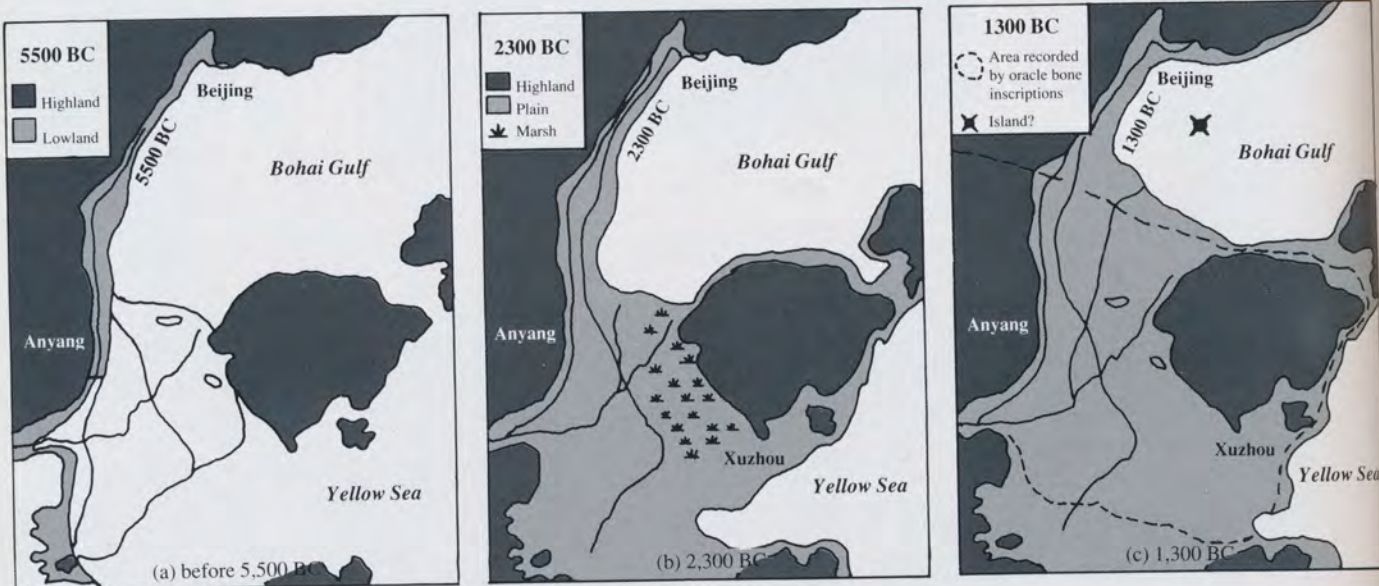 5500 BC
Highland
Lowland
Beijing
5500 BC
Bohai Gulf
Anyang
Yellow Sea
(a) before 5,500 BC
2300 BC
Highland
Plain
Marsh
Beijing
2300 BC
Bohai Gulf
Xuzhou
Yellow Sea
(b) 2,300 BC
1300 BC
Area recorded
by oracle bone
inscriptions
Island?
Beijing
1300 BC
Bohai Gulf
Anyang
Xuzhou
Yellow Sea
(c) 1,300 BC